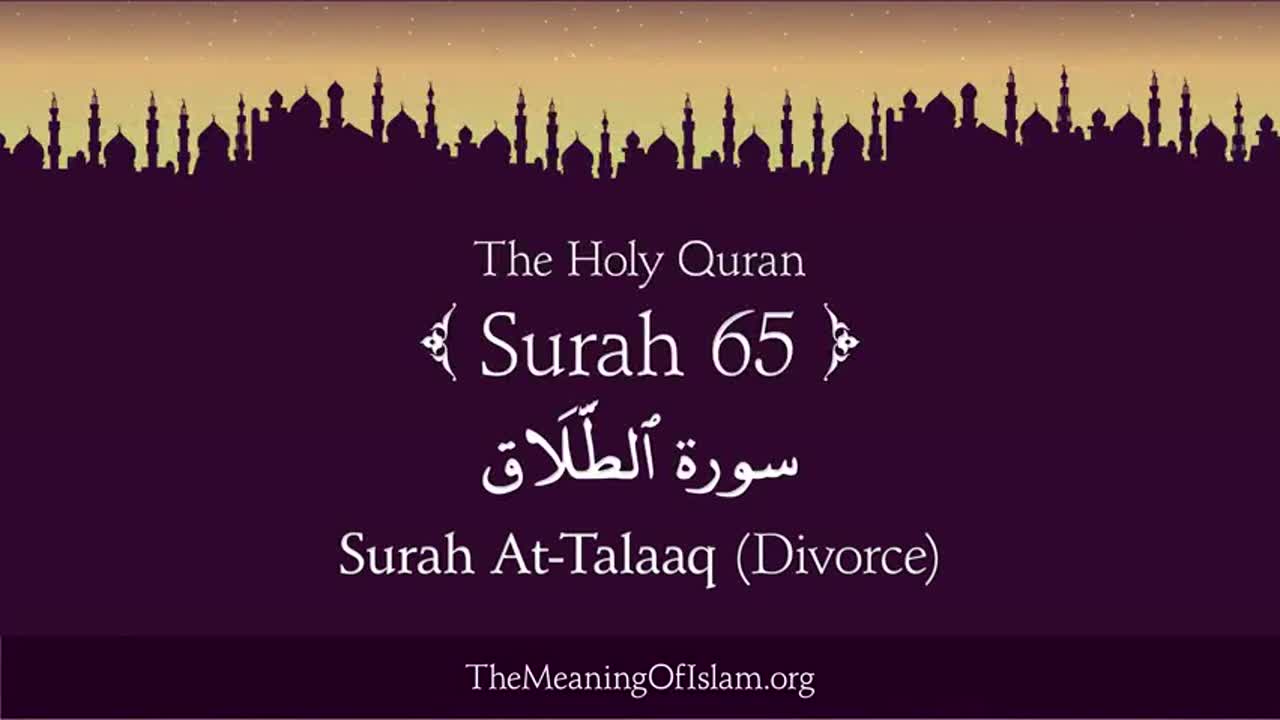 The Holy Quran
Surah 65
سورة ٱلطَّلَاق
Surah At-Talaaq (Divorce)
TheMeaningOfIslam.org